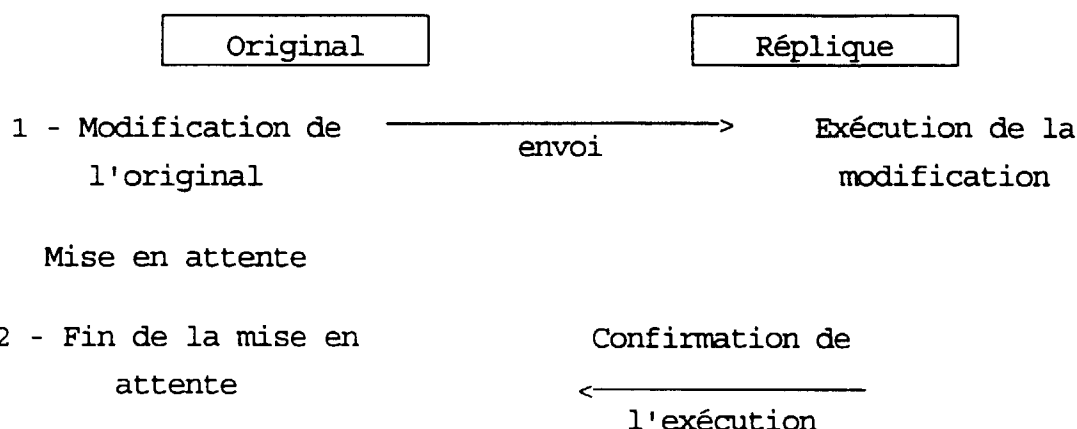 Original Réplique
1 - Modification de Exécution de la
envoi
l'original modification
Mise en attente
2 - Fin de la mise en Confirmation de
attente
l'exécution